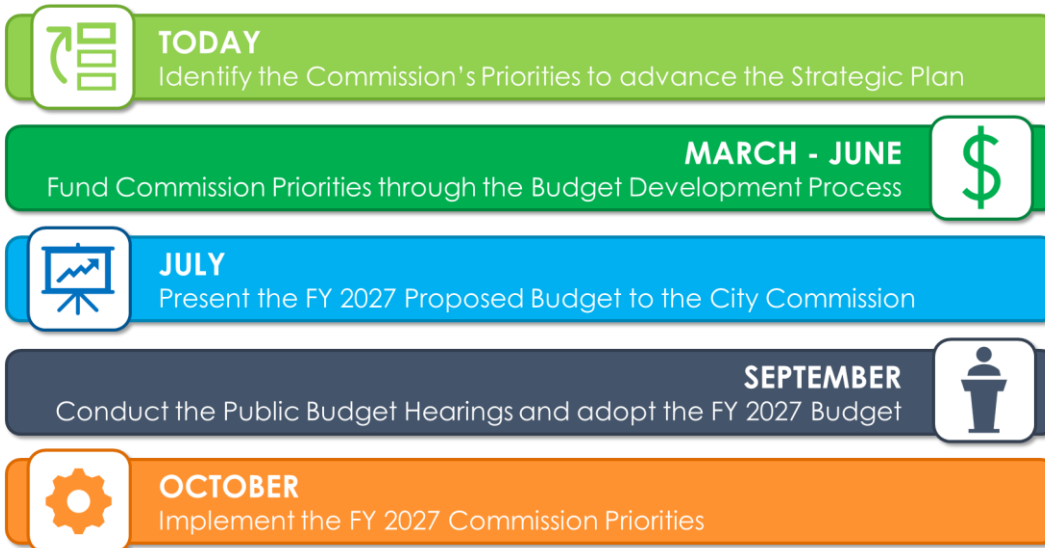 TODAY
Identify the Commission's Priorities to advance the Strategic Plan
MARCH - JUNE
Fund Commission Priorities through the Budget Development Process
$
JULY
Present the FY 2027 Proposed Budget to the City Commission
SEPTEMBER
Conduct the Public Budget Hearings and adopt the FY 2027 Budget
OCTOBER
Implement the FY 2027 Commission Priorities